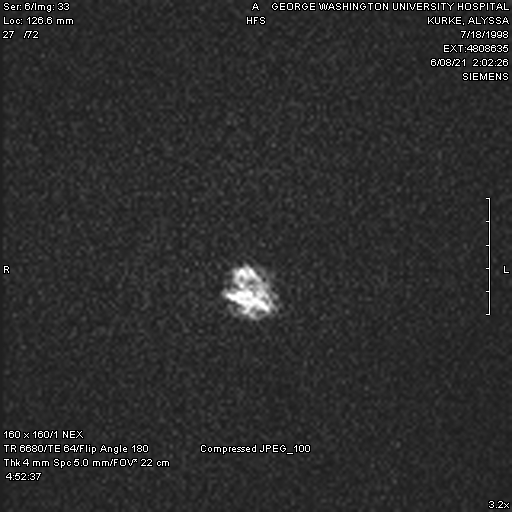 Ser: 6/Img: 33
Loc: 126.6 mm
27 /72
A GEORGE WASHINGTON UNIVERSITY HOSPITAL
HFS KURKE, ALYSSA
7/18/1998
EXT:4808635
6/08/21 2:02:26
SIEMENS
R
L
160 x 160/1 NEX
TR 6680/TE 64/Flip Angle 180
Thk 4 mm Spc 5.0 mm/FOV* 22 cm
4:52:37
Compressed JPEG_100
3.2x